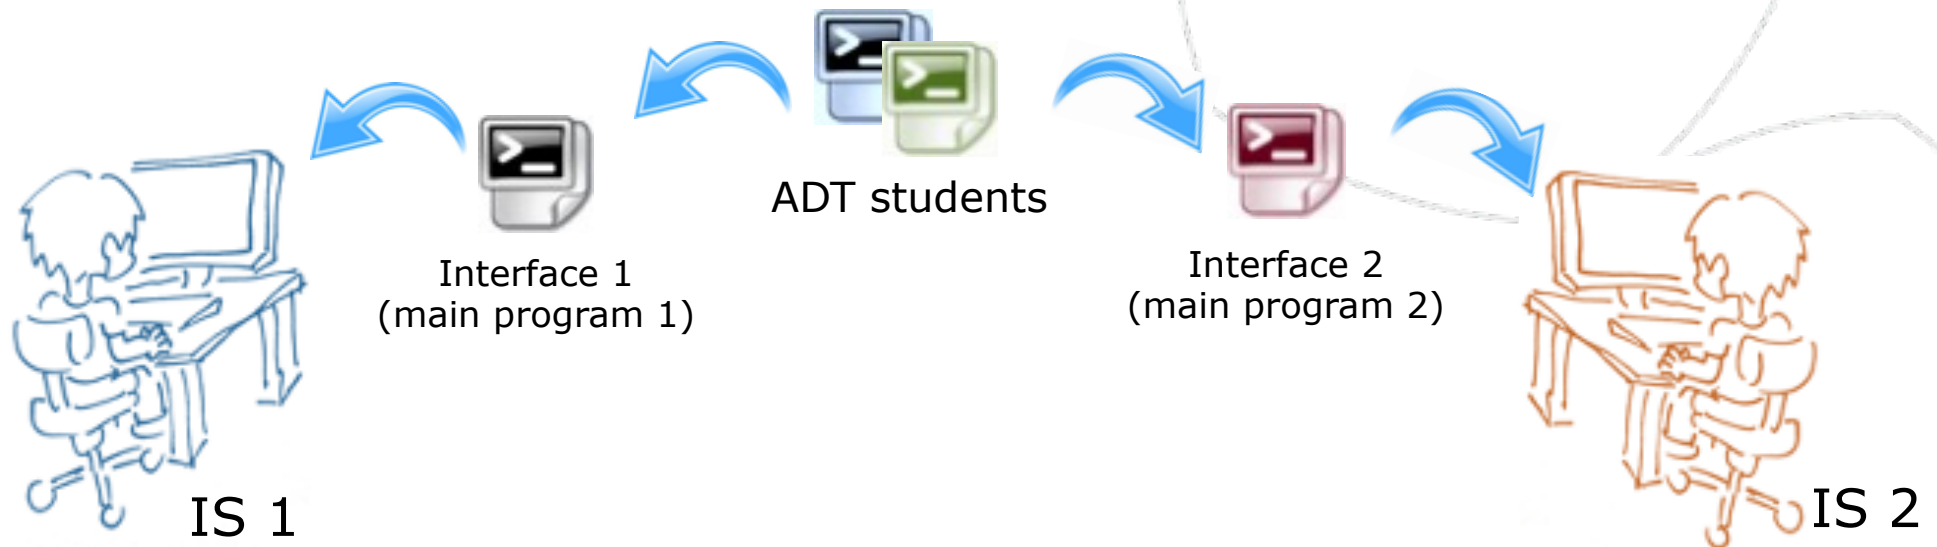 ADT students
Interface 1
(main program 1)
Interface 2
(main program 2)
IS 1
IS 2